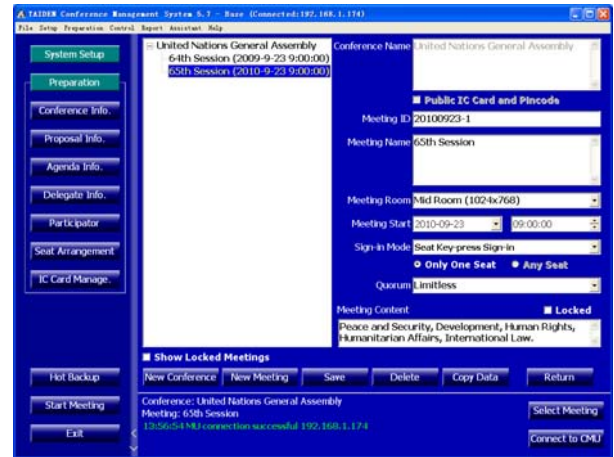 TAIDEN Conference Management System 5.7 - Base (Connected:192.168.1.174)
File Setup Preparation Control Report Assistant Help
System Setup
Preparation
Conference Info.
Proposal Info.
Agenda Info.
Delegate Info.
Participator
Seat Arrangement
IC Card Manage.
Hot Backup
Start Meeting
Exit
United Nations General Assembly
64th Session (2009-9-23 9:00:00)
65th Session (2010-9-23 9:00:00)
Show Locked Meetings
Conference Name United Nations General Assembly
Public IC Card and Pincode
Meeting ID 20100923-1
Meeting Name 65th Session
Meeting Room Mid Room (1024x768)
Meeting Start 2010-09-23 09:00:00
Sign-in Mode Seat Key-press Sign-in
Only One Seat Any Seat
Quorum Limitless
Meeting Content Locked
Peace and Security, Development, Human Rights,
Humanitarian Affairs, International Law.
New Conference New Meeting Save Delete Copy Data Return
Conference: United Nations General Assembly
Meeting: 65th Session
13:56:54 MU connection successful 192.168.1.174
Select Meeting
Connect to CMU